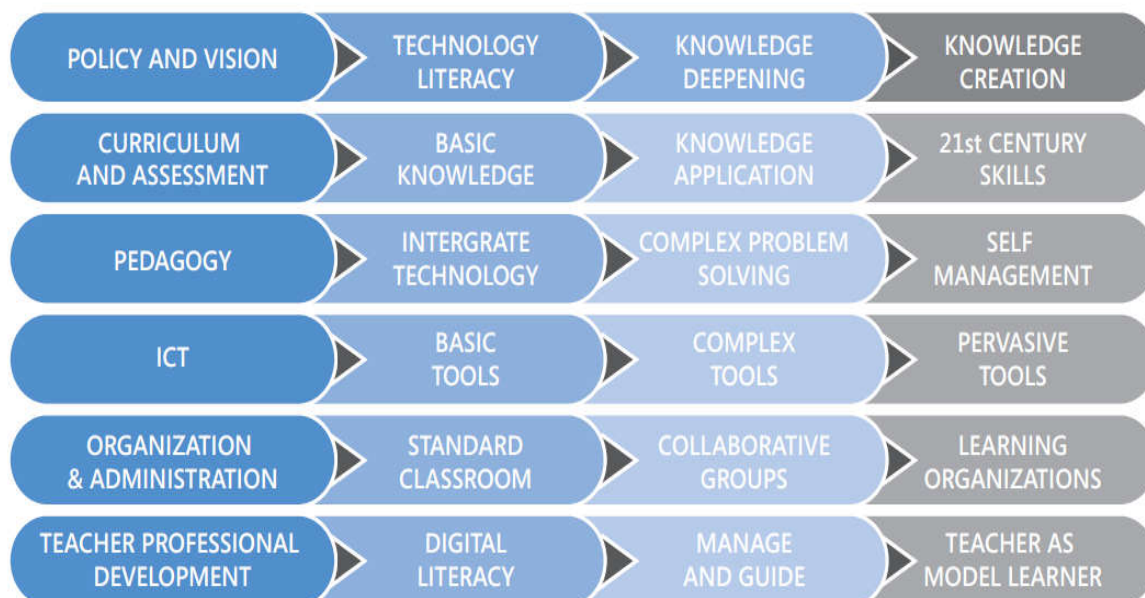 POLICY AND VISION
TECHNOLOGY
LITERACY
KNOWLEDGE
DEEPENING
KNOWLEDGE
CREATION
CURRICULUM
AND ASSESSMENT
BASIC
KNOWLEDGE
KNOWLEDGE
APPLICATION
21st CENTURY
SKILLS
PEDAGOGY
INTERGRATE
TECHNOLOGY
COMPLEX PROBLEM
SOLVING
SELF
MANAGEMENT
ICT
BASIC
TOOLS
COMPLEX
TOOLS
PERVASIVE
TOOLS
ORGANIZATION
& ADMINISTRATION
STANDARD
CLASSROOM
COLLABORATIVE
GROUPS
LEARNING
ORGANIZATIONS
TEACHER PROFESSIONAL
DEVELOPMENT
DIGITAL
LITERACY
MANAGE
AND GUIDE
TEACHER AS
MODEL LEARNER